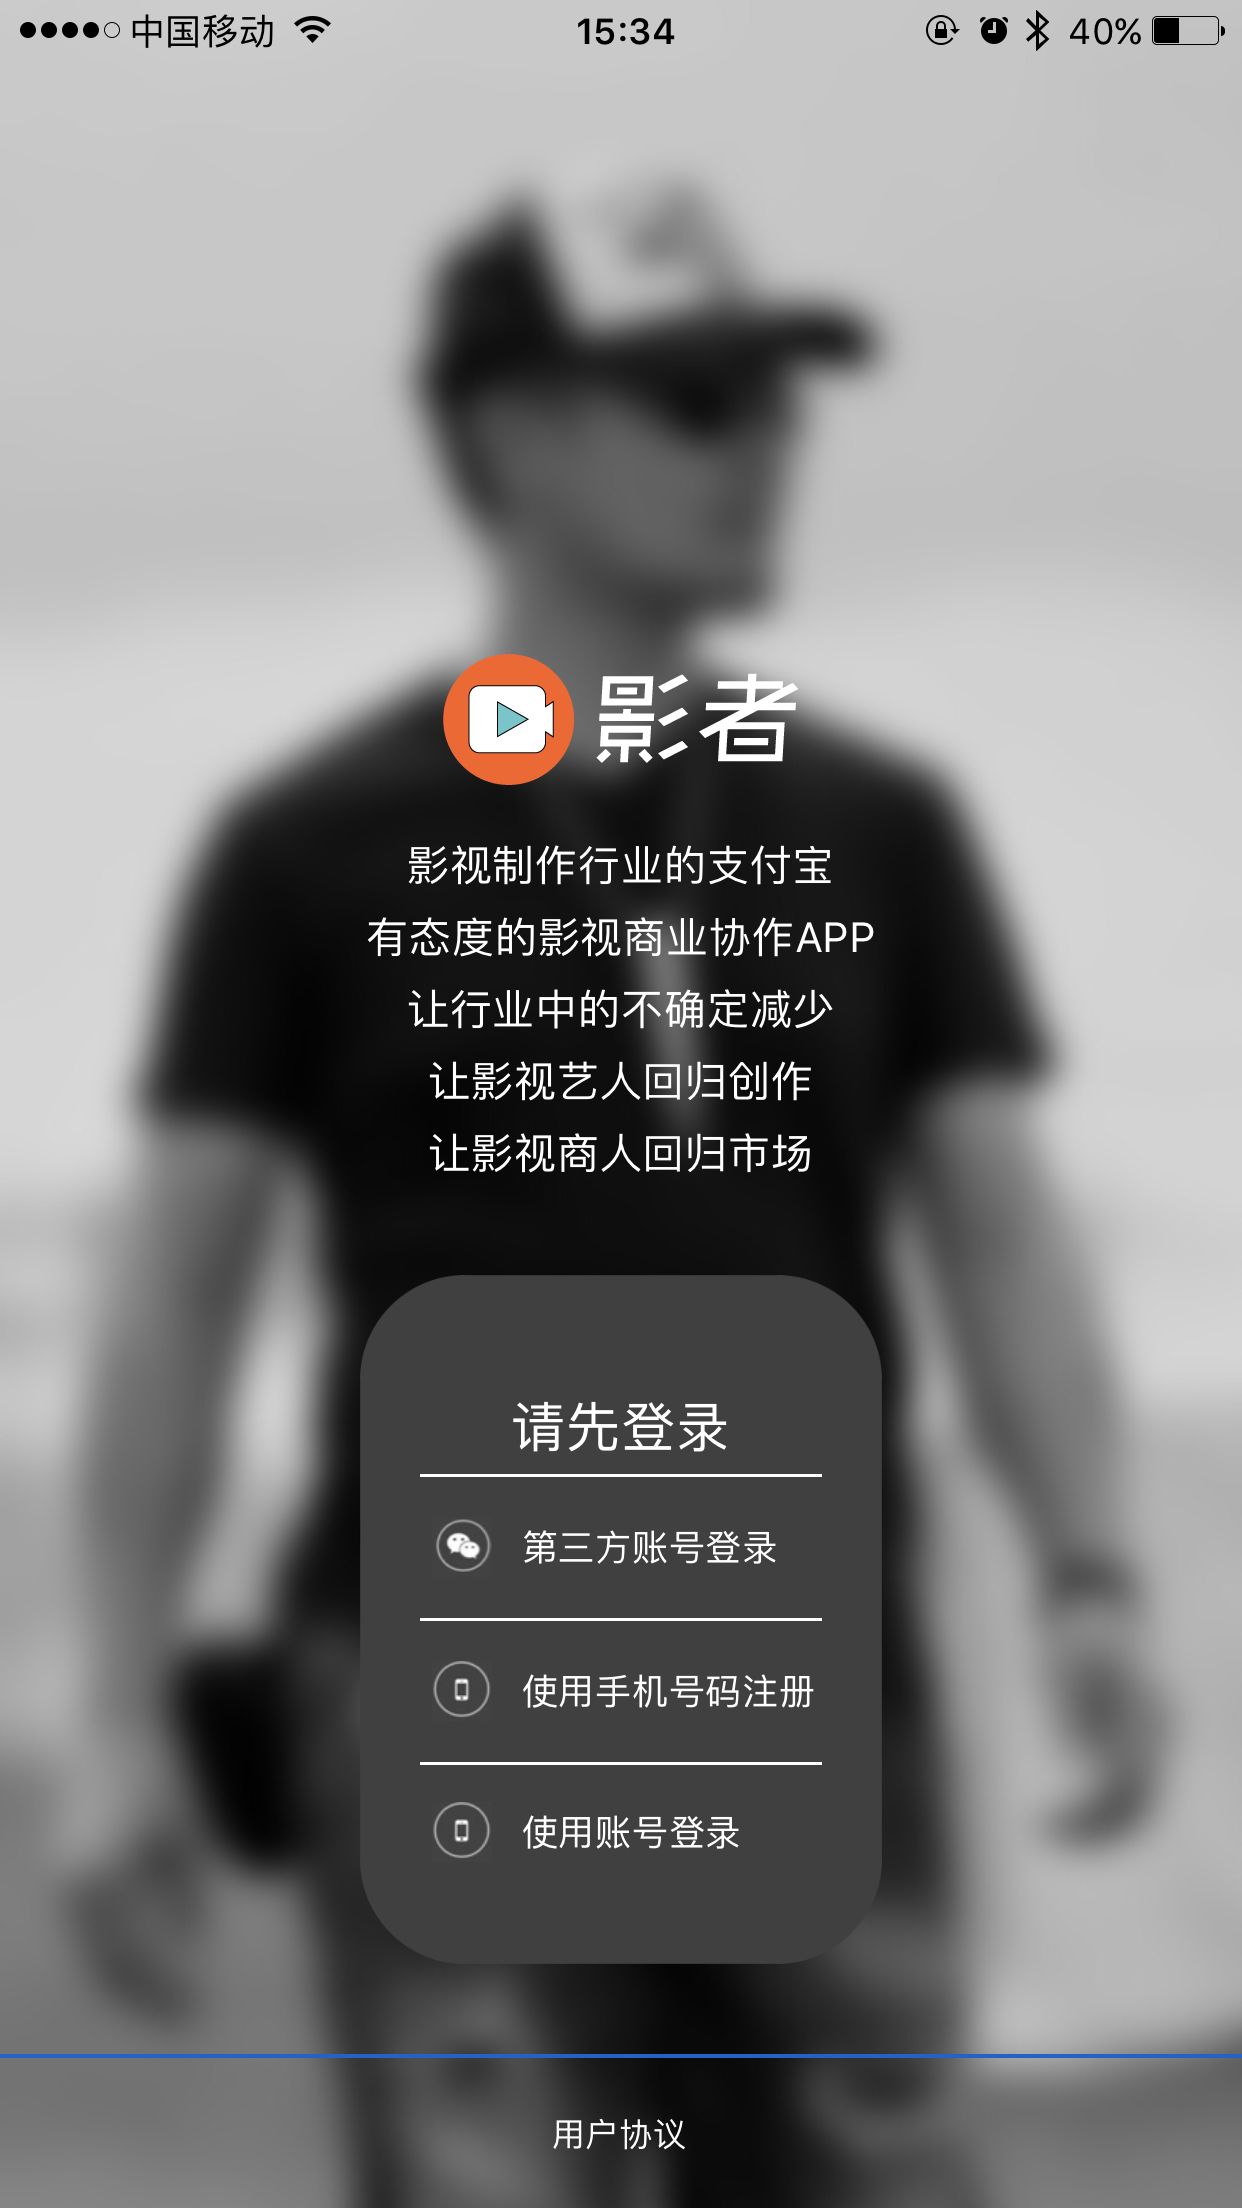 中国移动
15:34
40%
影者
影视制作行业的支付宝
有态度的影视商业协作APP
让行业中的不确定减少
让影视艺人回归创作
让影视商人回归市场
请先登录
第三方账号登录
使用手机号码注册
使用账号登录
用户协议